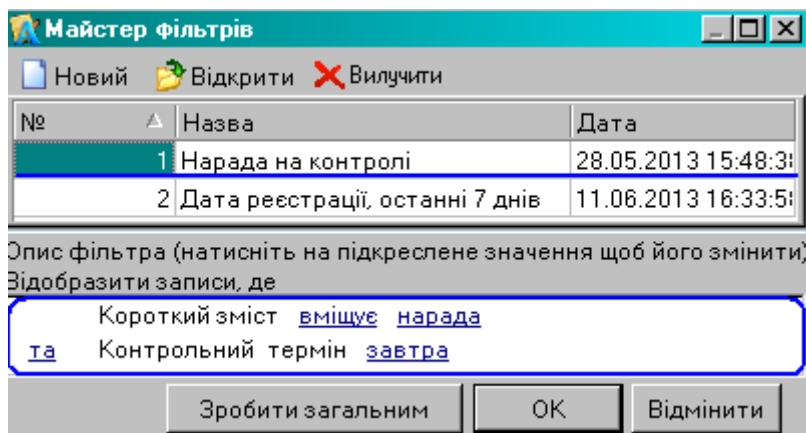 Майстер фільтрів
Новий Відкрити Вилучити
№ Назва Дата
1 Нарада на контролі 28.05.2013 15:48:3
2 Дата реєстрації, останні 7 днів 11.06.2013 16:33:5
Опис фільтра (натисніть на підкреслене значення щоб його змінити)
Відобразити записи, де
Короткий зміст вміщує нарада
та Контрольний термін завтра
Зробити загальним ОК Відмінити